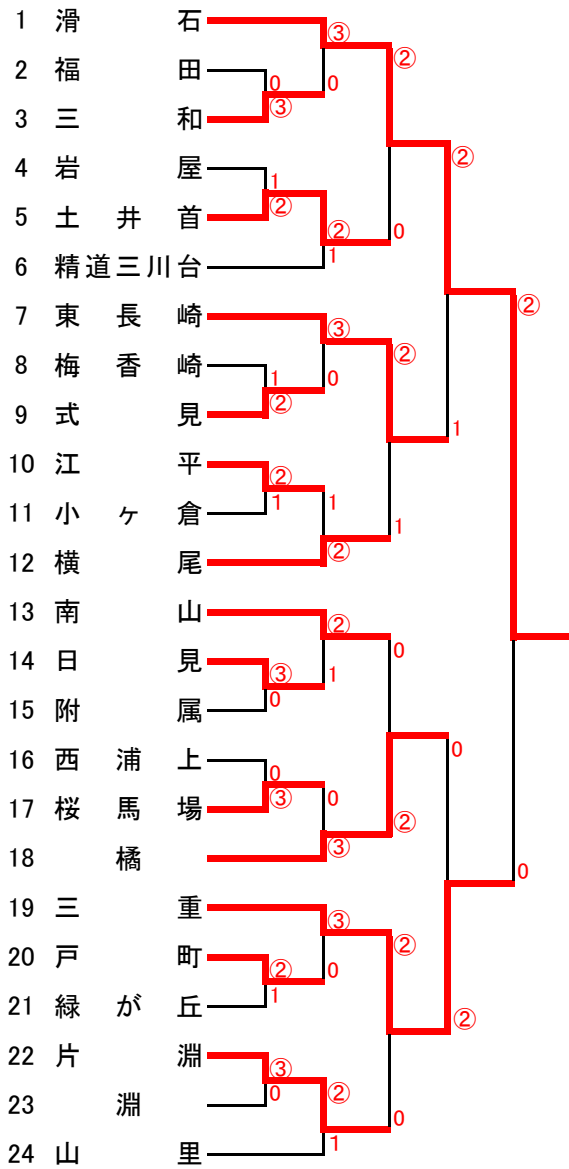 1 滑石
③
2 福田
②
0 0
③
3 三和
②
4 岩屋
1
②
5 土井首
② 0
1
6 精道三川台
②
7 東長崎
③
②
8 梅香崎
1 0
②
9 式見
1
10 江平
②
1 1
11 小ヶ倉
1
②
12 横尾
13 南山
②
0
14 日見
③ 1
0
15 附属
0
16 西浦上
0
③ 0
17 桜馬場
②
③
18 橘
0
19 三重
③
②
20 戸町
② 0
1
21 緑が丘
②
22 片淵
③
0 ②
23 淵
0
1
24 山里